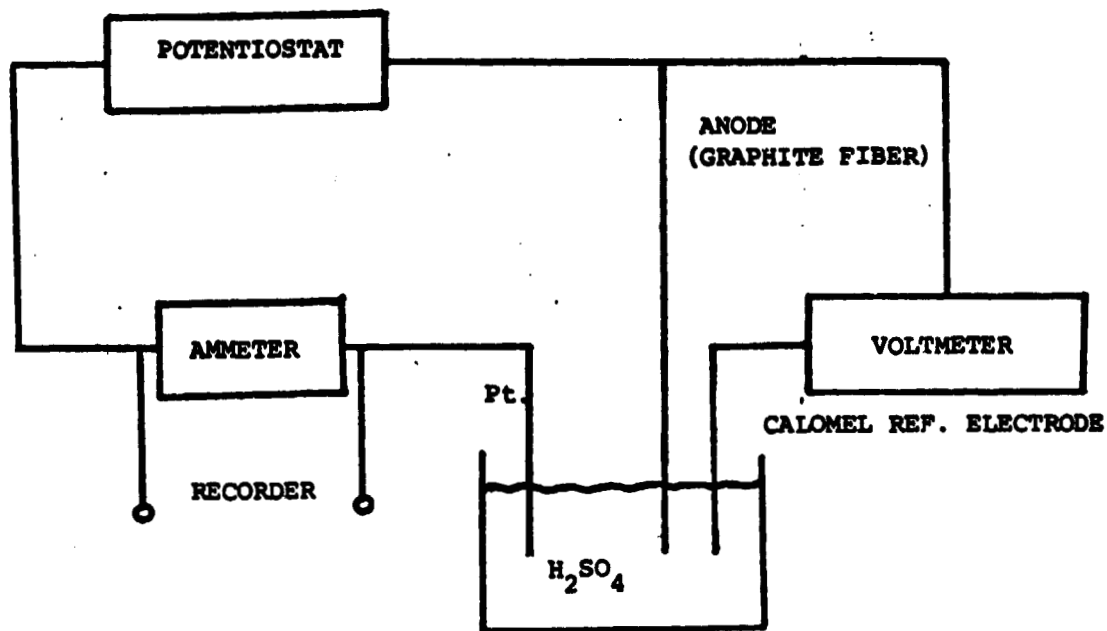 POTENTIOSTAT
ANODE
(GRAPHITE FIBER)
AMMETER
VOLTMETER
Pt.
CALOMEL REF. ELECTRODE
RECORDER
H₂SO₄